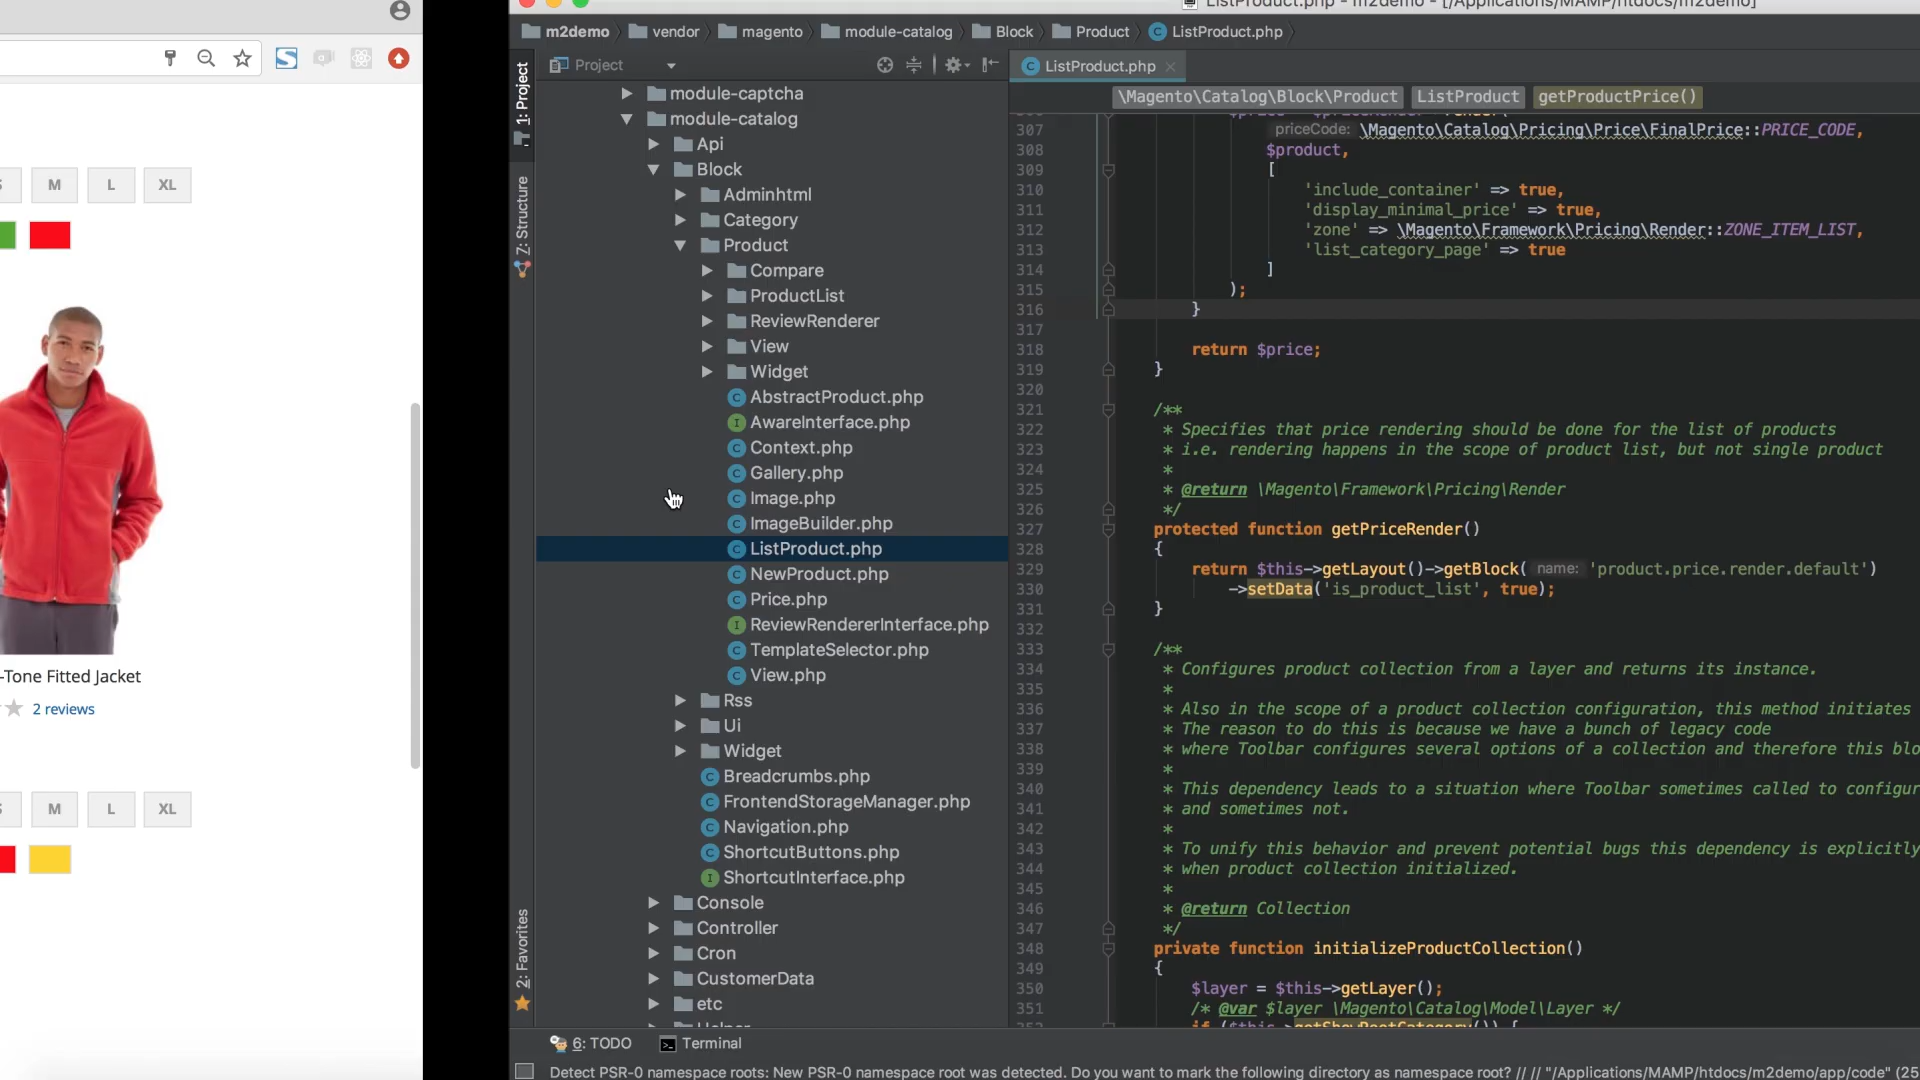 M
L
XL
-Tone Fitted Jacket
2 reviews
M
L
XL
ListProduct.php - m2demo - [/Applications/MAMP/htdocs/m2demo]
m2demo
vendor
magento
module-catalog
Block
Product
ListProduct.php
1: Project
Z: Structure
2: Favorites
Project
module-captcha
module-catalog
Api
Block
Adminhtml
Category
Product
Compare
ProductList
ReviewRenderer
View
Widget
AbstractProduct.php
AwareInterface.php
Context.php
Gallery.php
Image.php
ImageBuilder.php
ListProduct.php
NewProduct.php
Price.php
ReviewRendererInterface.php
TemplateSelector.php
View.php
Rss
Ui
Widget
Breadcrumbs.php
FrontendStorageManager.php
Navigation.php
ShortcutButtons.php
ShortcutInterface.php
Console
Controller
Cron
CustomerData
etc
Helper
ListProduct.php
\Magento\Catalog\Block\Product
ListProduct
getProductPrice()
307 priceCode: \Magento\Catalog\Pricing\Price\FinalPrice::PRICE_CODE,
308 $product,
309 [
310 'include_container' => true,
311 'display_minimal_price' => true,
312 'zone' => \Magento\Framework\Pricing\Render::ZONE_ITEM_LIST,
313 'list_category_page' => true
314 ]
315 );
316 }
317
318 return $price;
319 }
320
321 /**
322 * Specifies that price rendering should be done for the list of products
323 * i.e. rendering happens in the scope of product list, but not single product
324 *
325 * @return \Magento\Framework\Pricing\Render
326 */
327 protected function getPriceRender()
328 {
329 return $this->getLayout()->getBlock( name: 'product.price.render.default')
330 ->setData('is_product_list', true);
331 }
332
333 /**
334 * Configures product collection from a layer and returns its instance.
335 *
336 * Also in the scope of a product collection configuration, this method initiates
337 * The reason to do this is because we have a bunch of legacy code
338 * where Toolbar configures several options of a collection and therefore this blo
339 *
340 * This dependency leads to a situation where Toolbar sometimes called to configur
341 * and sometimes not.
342 *
343 * To unify this behavior and prevent potential bugs this dependency is explicitly
344 * when product collection initialized.
345 *
346 * @return Collection
347 */
348 private function initializeProductCollection()
349 {
350 $layer = $this->getLayer();
351 /* @var $layer \Magento\Catalog\Model\Layer */
352 if ($this->getShowRootCategory()) {
6: TODO
Terminal
Detect PSR-0 namespace roots: New PSR-0 namespace root was detected. Do you want to mark the following directory as namespace root? // // "/Applications/MAMP/htdocs/m2demo/app/code" (25